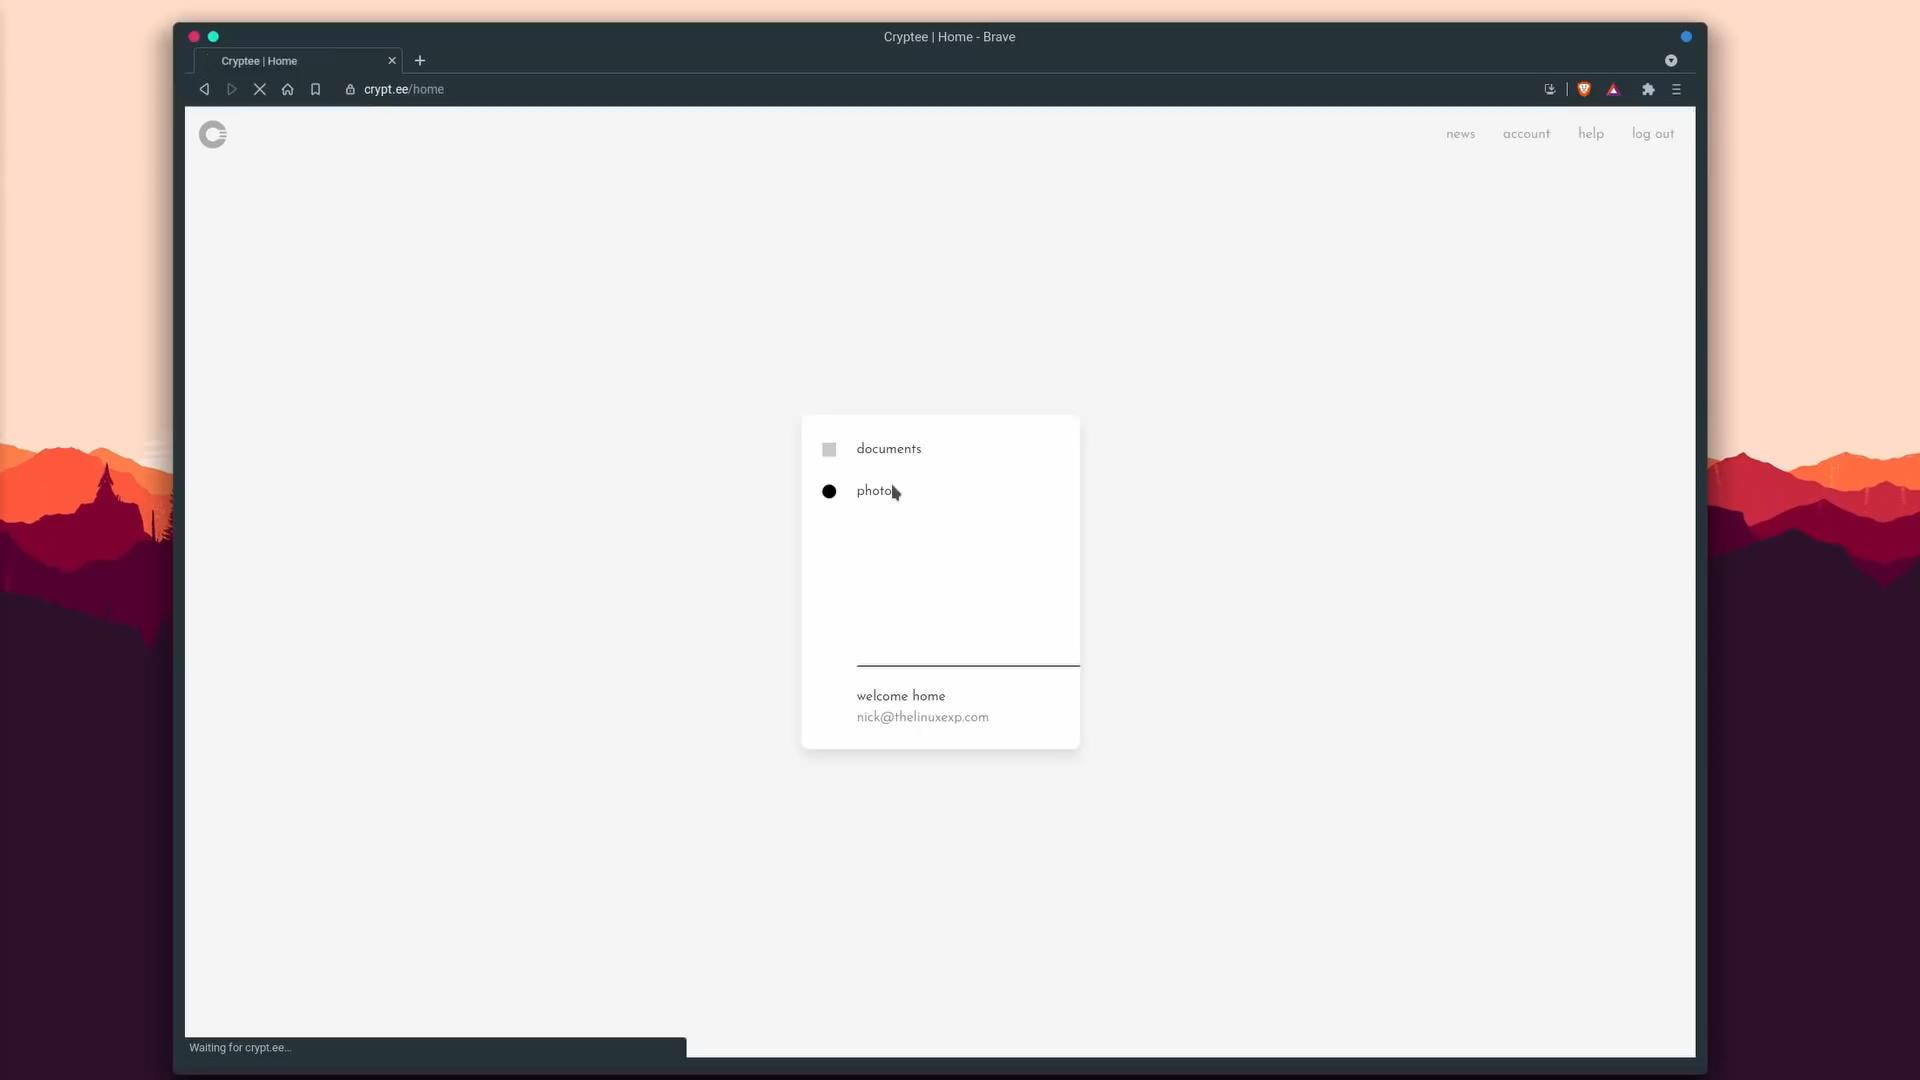 Cryptee | Home - Brave
Cryptee | Home
crypt.ee/home
news account help log out
documents
photo
welcome home
nick@thelinuxexp.com
Waiting for crypt.ee...